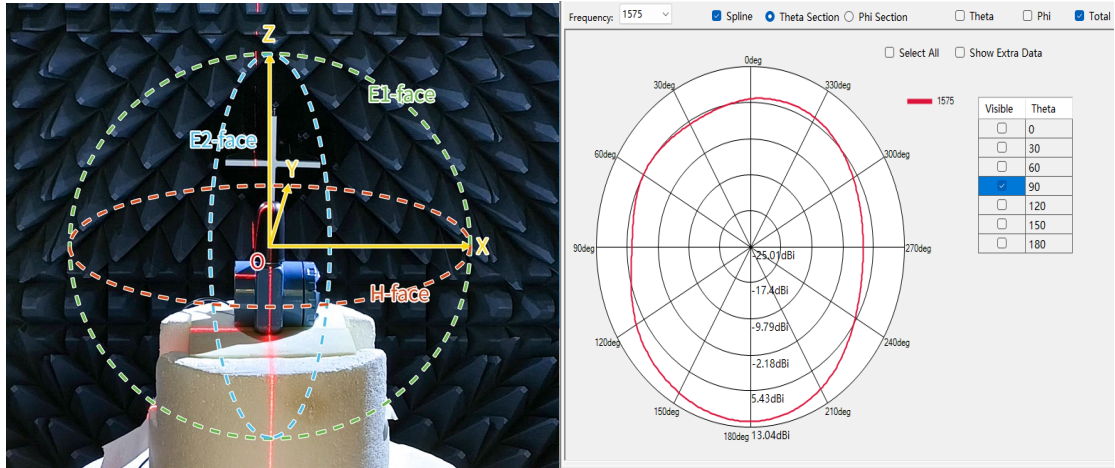 Z
E1-face
E2-face
Y
X
O
H-face
Frequency: 1575 Spline Theta Section Phi Section Theta Phi Total
Select All Show Extra Data
1575
0deg
30deg
330deg
60deg
300deg
90deg
270deg
120deg
240deg
150deg
210deg
180deg
-25.01dBi
-17.4dBi
-9.79dBi
-2.18dBi
5.43dBi
13.04dBi
Visible Theta
0
30
60
90
120
150
180